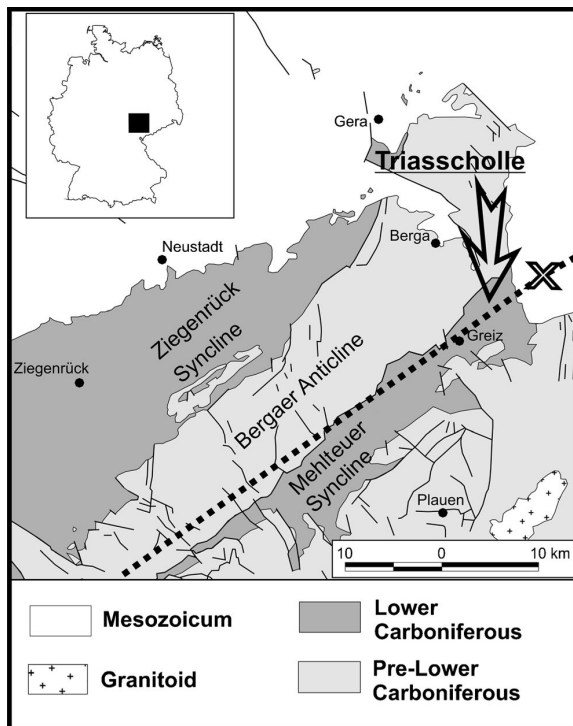 Gera
Triasscholle
Berga
Neustadt
X
Ziegenrück
Syncline
Greiz
Ziegenrück
Bergaer Anticline
Mehlteuer
Syncline
Plauen
10 0 10 km
Mesozoicum
Lower
Carboniferous
Granitoid
Pre-Lower
Carboniferous